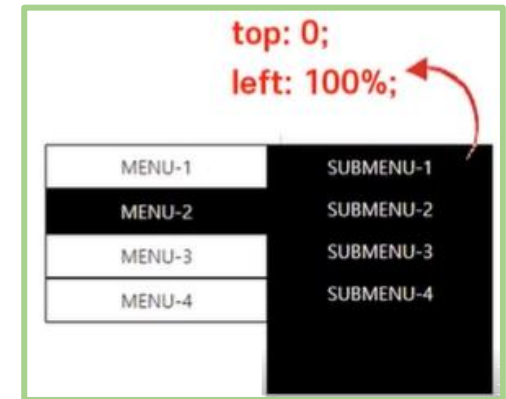 top: 0;
left: 100%;
MENU-1 SUBMENU-1
MENU-2 SUBMENU-2
MENU-3 SUBMENU-3
MENU-4 SUBMENU-4